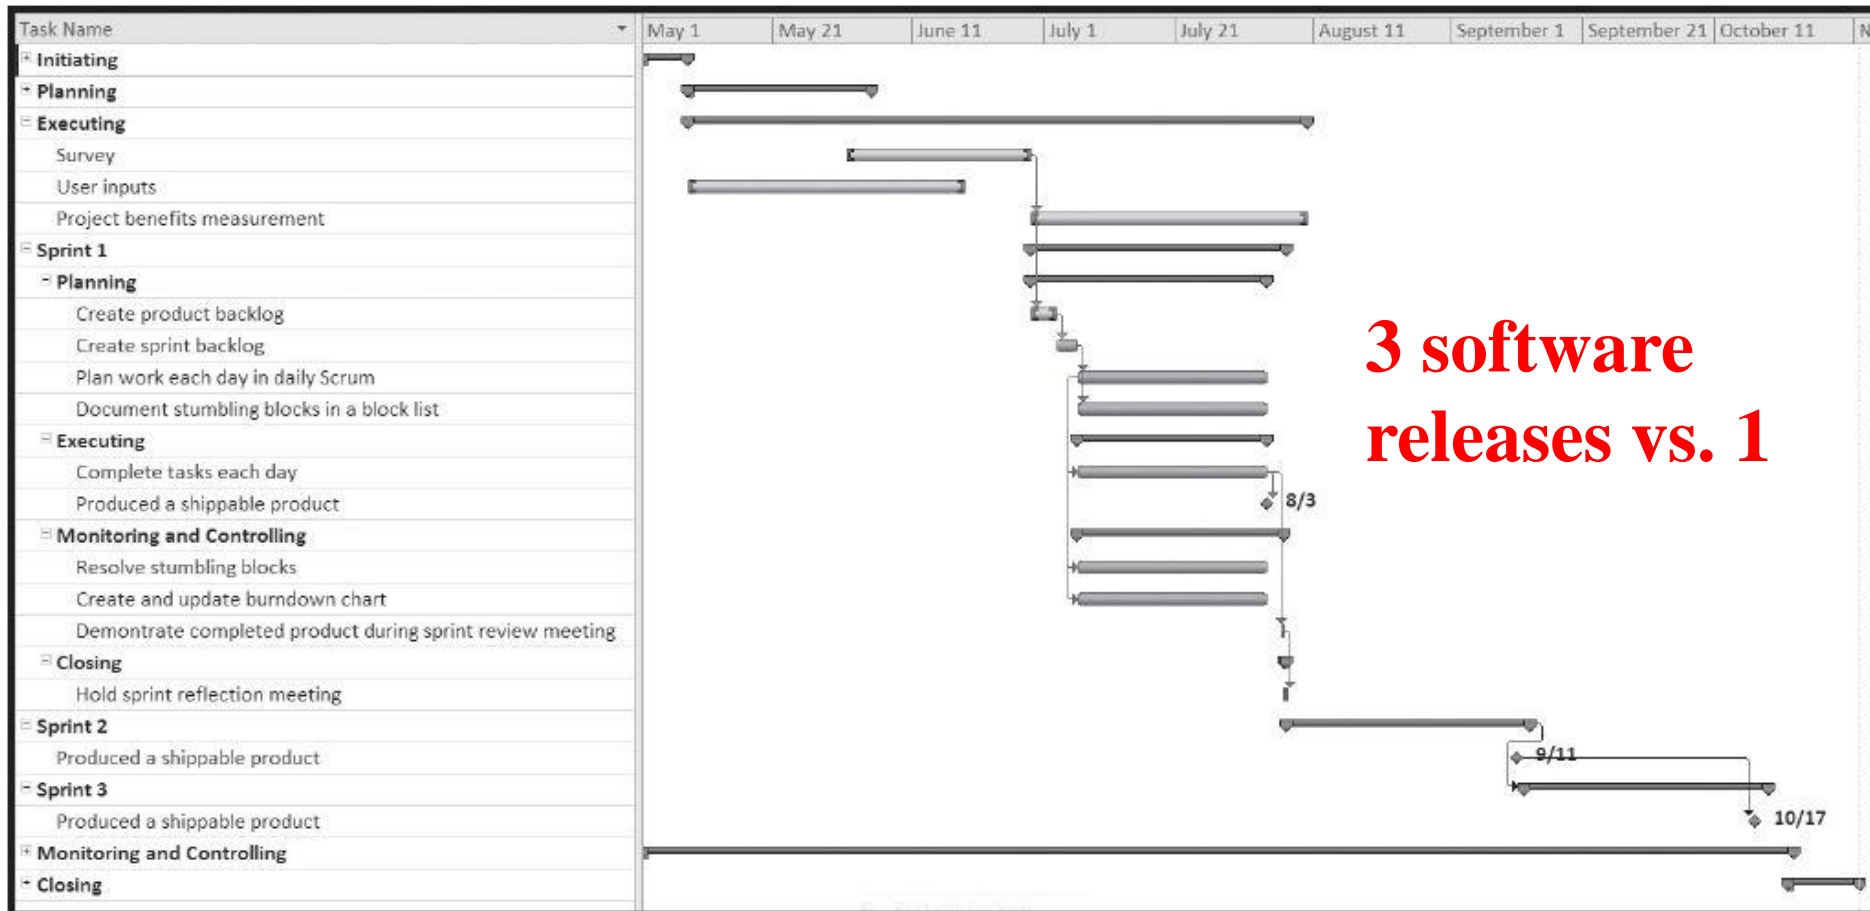 Task Name
May 1
May 21
June 11
July 1
July 21
August 11
September 1
September 21
October 11
N
Initiating
Planning
Executing
Survey
User inputs
Project benefits measurement
Sprint 1
Planning
Create product backlog
Create sprint backlog
Plan work each day in daily Scrum
Document stumbling blocks in a block list
Executing
Complete tasks each day
Produced a shippable product
8/3
Monitoring and Controlling
Resolve stumbling blocks
Create and update burndown chart
Demontrate completed product during sprint review meeting
Closing
Hold sprint reflection meeting
Sprint 2
Produced a shippable product
9/11
Sprint 3
Produced a shippable product
10/17
Monitoring and Controlling
Closing
3 software
releases vs. 1